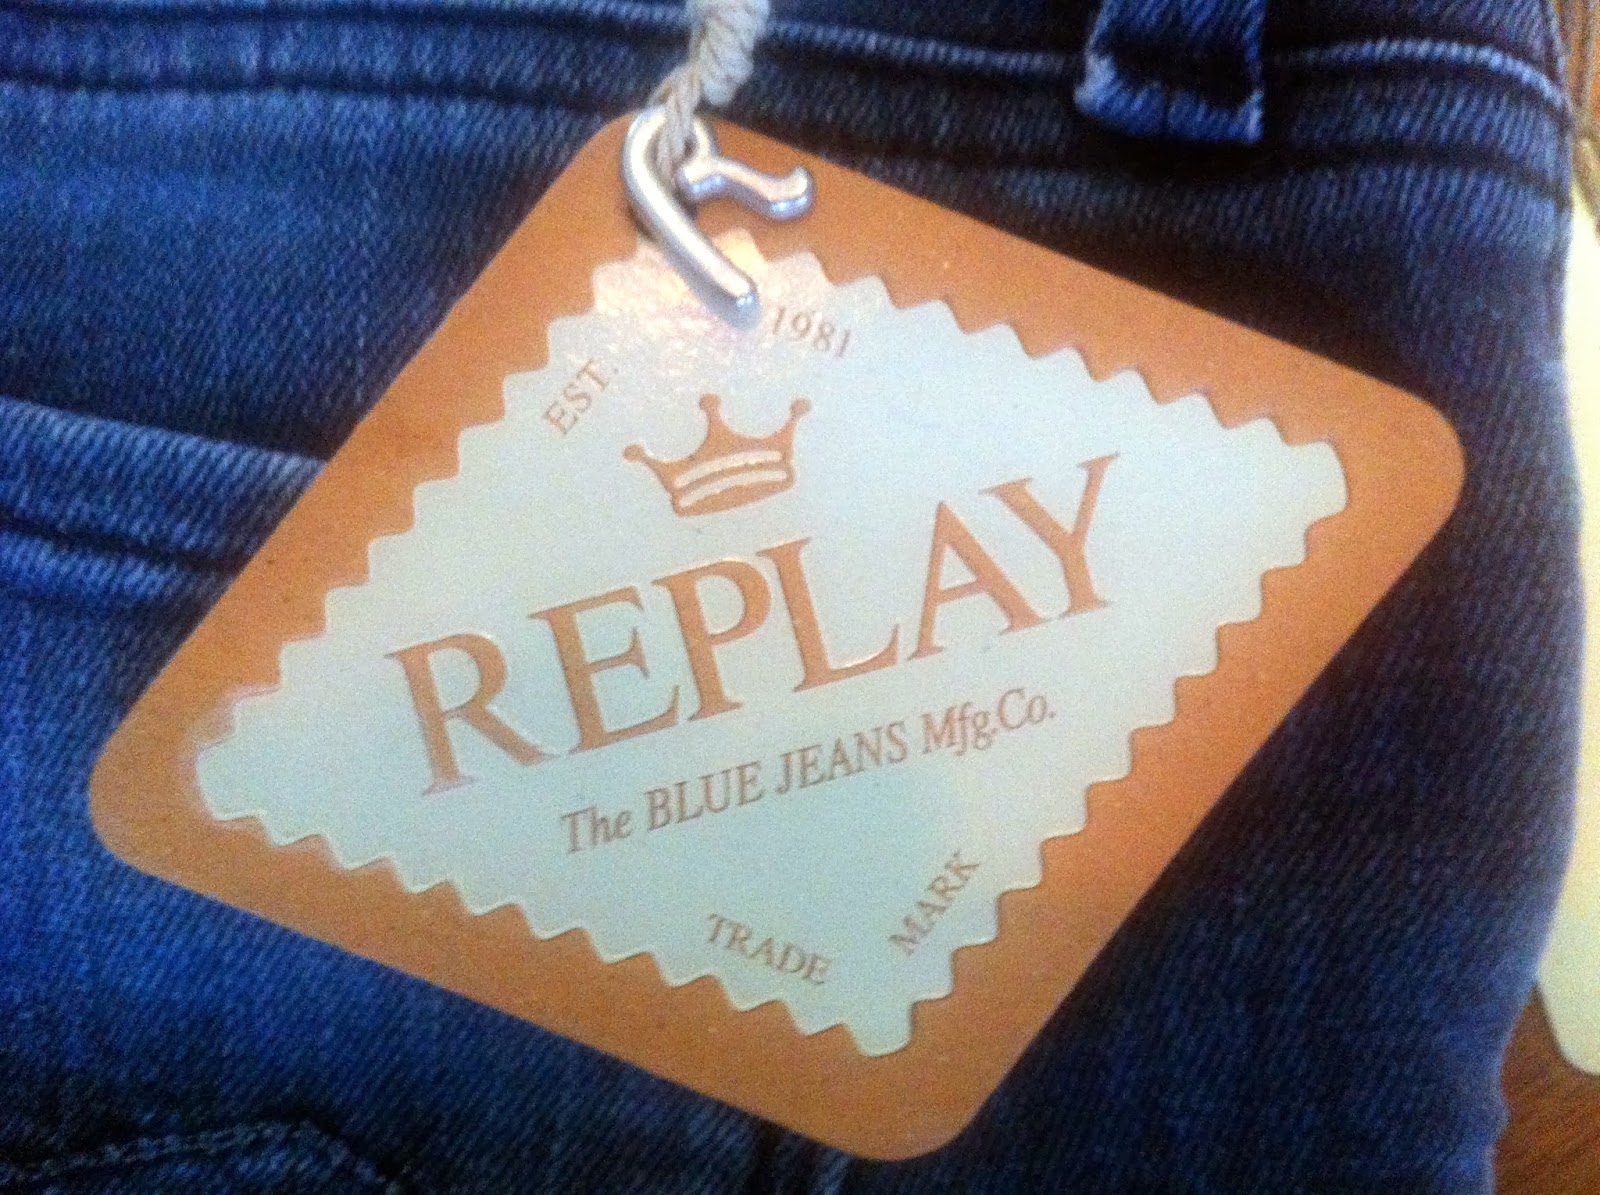 EST. 1981
REPLAY
The BLUE JEANS Mfg.Co.
TRADE MARK